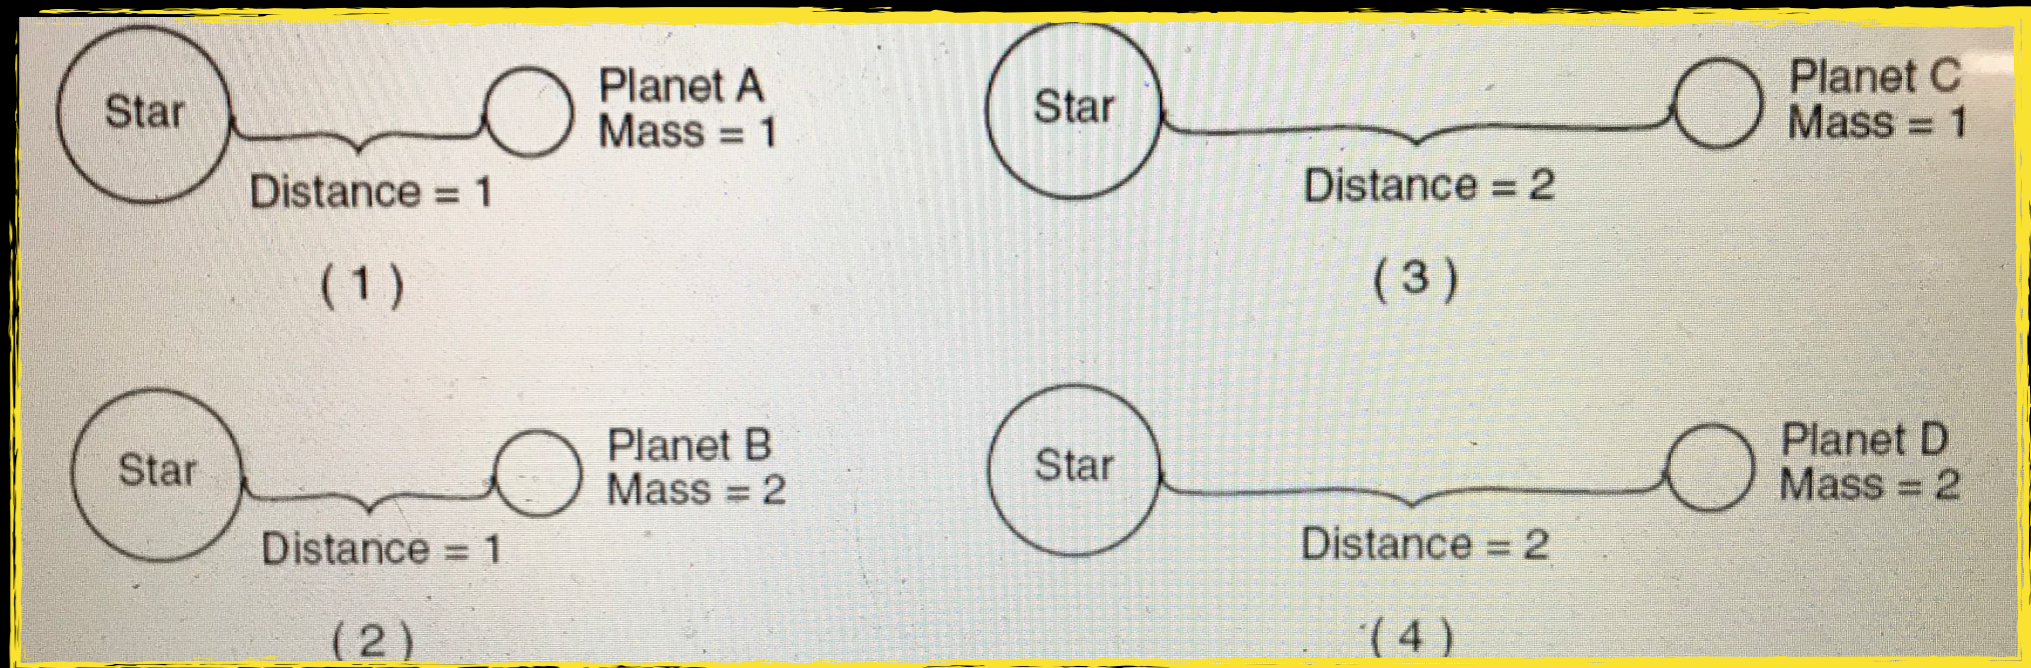 Star
Planet A
Mass = 1
Distance = 1
( 1 )
Star
Planet C
Mass = 1
Distance = 2
( 3 )
Star
Planet B
Mass = 2
Distance = 1
( 2 )
Star
Planet D
Mass = 2
Distance = 2
( 4 )